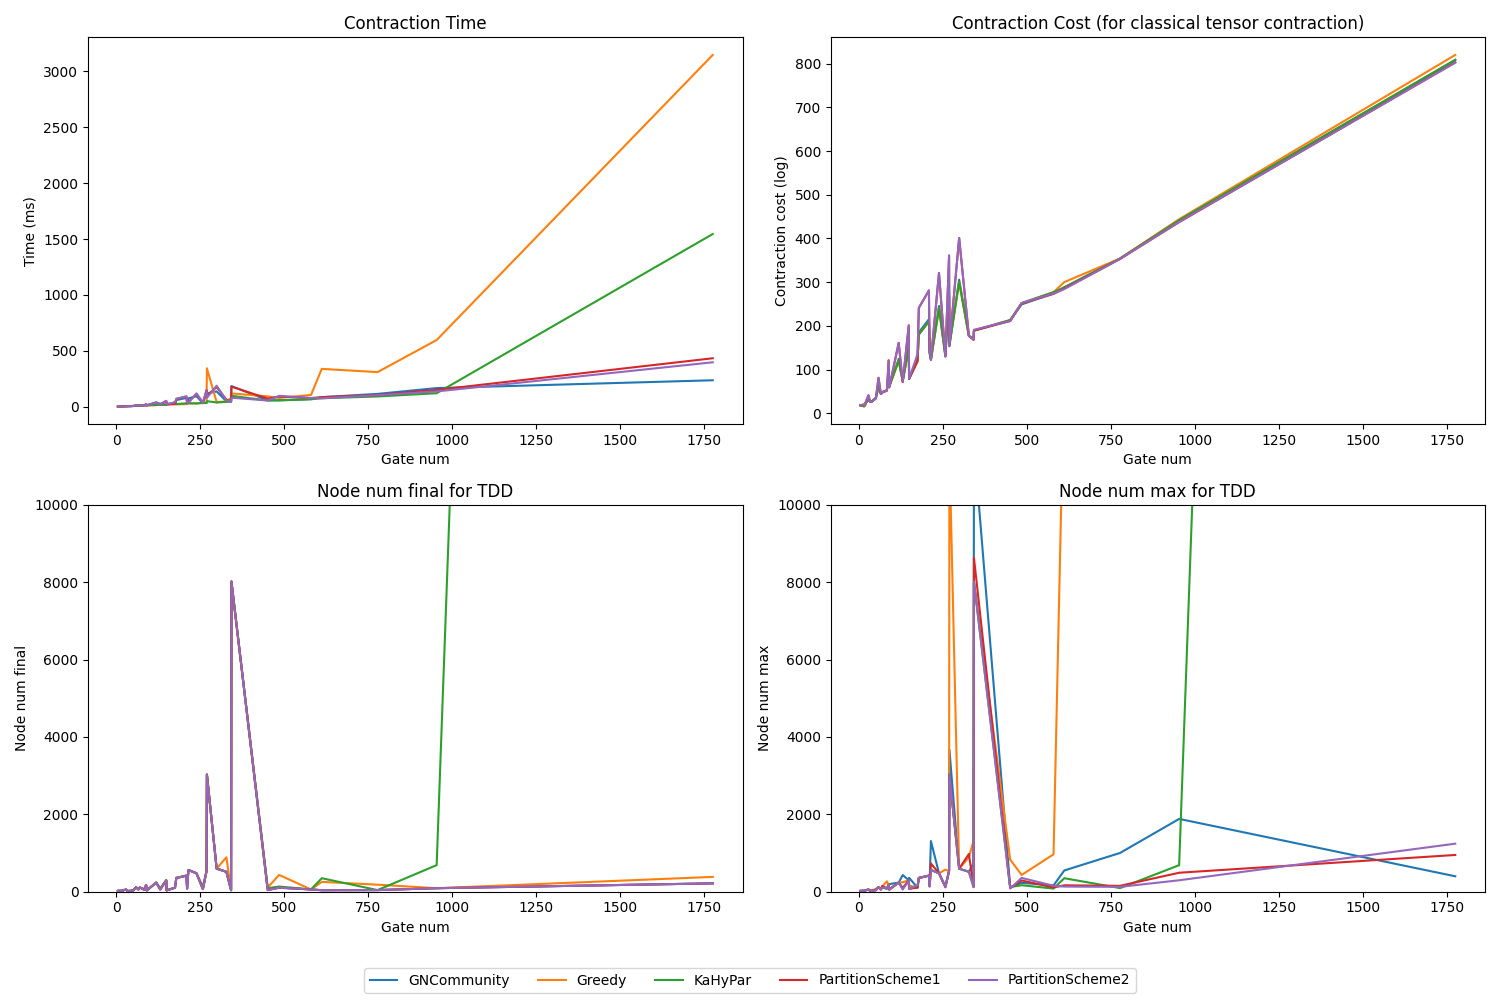 Contraction Time
3000
2500
2000
1500
1000
500
0
Time (ms)
0 250 500 750 1000 1250 1500 1750
Gate num
Contraction Cost (for classical tensor contraction)
800
700
600
500
400
300
200
100
0
Contraction cost (log)
0 250 500 750 1000 1250 1500 1750
Gate num
Node num final for TDD
10000
8000
6000
4000
2000
0
Node num final
0 250 500 750 1000 1250 1500 1750
Gate num
Node num max for TDD
10000
8000
6000
4000
2000
0
Node num max
0 250 500 750 1000 1250 1500 1750
Gate num
GNCommunity Greedy KaHyPar PartitionScheme1 PartitionScheme2